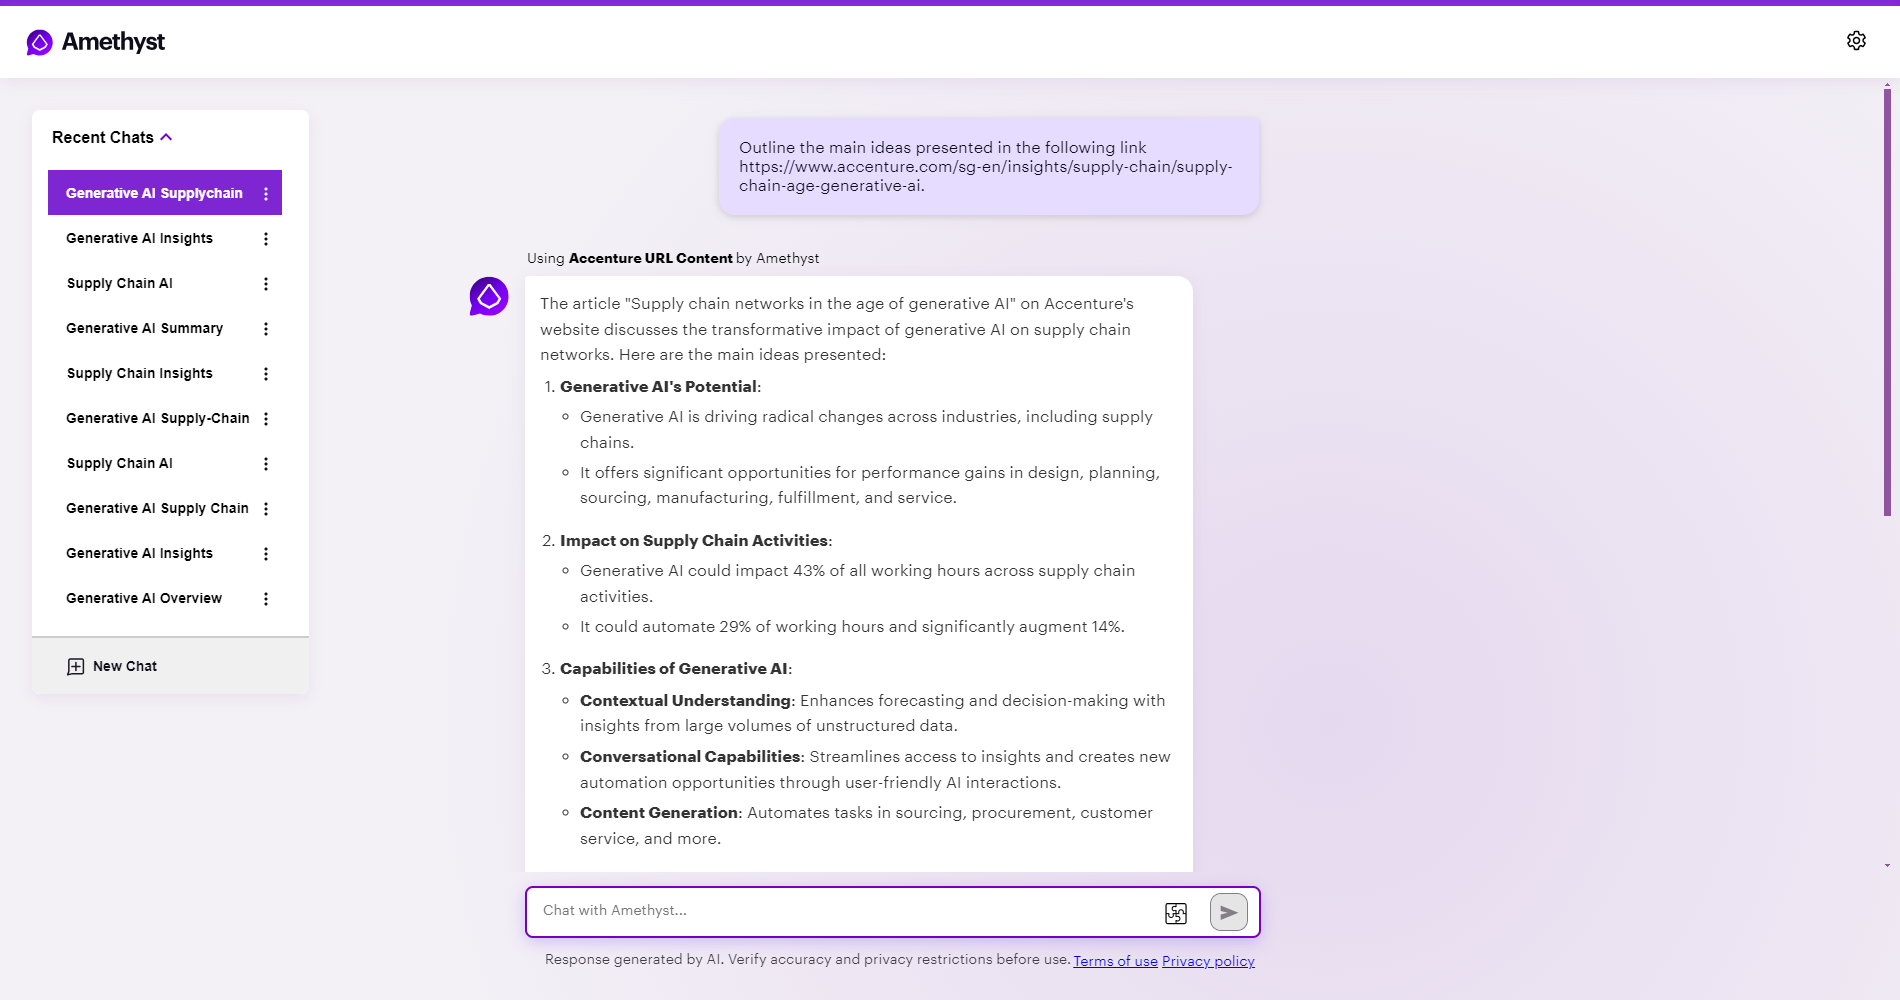 Amethyst
Recent Chats
Generative AI Supplychain
Generative AI Insights
Supply Chain AI
Generative AI Summary
Supply Chain Insights
Generative AI Supply-Chain
Supply Chain AI
Generative AI Supply Chain
Generative AI Insights
Generative AI Overview
New Chat
Outline the main ideas presented in the following link
https://www.accenture.com/sg-en/insights/supply-chain/supply-
chain-age-generative-ai.
Using Accenture URL Content by Amethyst
The article "Supply chain networks in the age of generative AI" on Accenture's
website discusses the transformative impact of generative AI on supply chain
networks. Here are the main ideas presented:
1. Generative AI's Potential:
◦ Generative AI is driving radical changes across industries, including supply
chains.
◦ It offers significant opportunities for performance gains in design, planning,
sourcing, manufacturing, fulfillment, and service.
2. Impact on Supply Chain Activities:
◦ Generative AI could impact 43% of all working hours across supply chain
activities.
◦ It could automate 29% of working hours and significantly augment 14%.
3. Capabilities of Generative AI:
◦ Contextual Understanding: Enhances forecasting and decision-making with
insights from large volumes of unstructured data.
◦ Conversational Capabilities: Streamlines access to insights and creates new
automation opportunities through user-friendly AI interactions.
◦ Content Generation: Automates tasks in sourcing, procurement, customer
service, and more.
Chat with Amethyst...
Response generated by AI. Verify accuracy and privacy restrictions before use. Terms of use Privacy policy